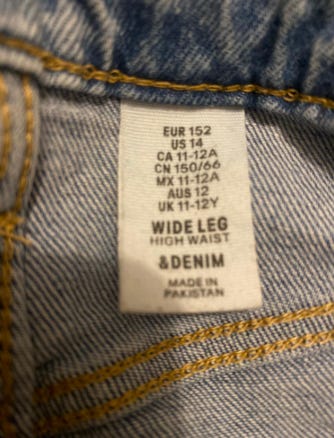 EUR 152
US 14
CA 11-12A
CN 150/66
MX 11-12A
AUS 12
UK 11-12Y
WIDE LEG
HIGH WAIST
&DENIM
MADE IN
PAKISTAN